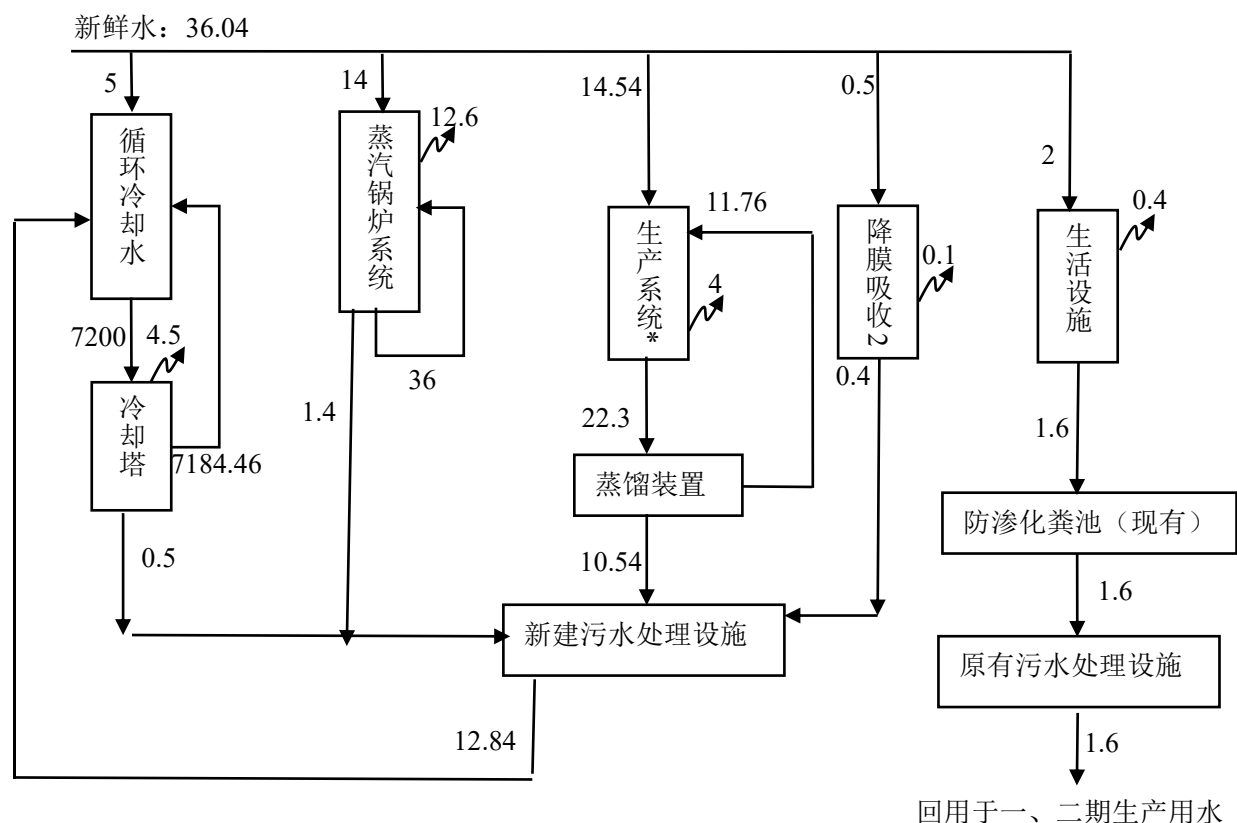 新鲜水：36.04
5
14
14.54
0.5
2
循环冷却水
蒸汽锅炉系统
12.6
生产系统*
11.76
4
降膜吸收2
0.1
生活设施
0.4
7200
4.5
冷却塔
7184.46
36
1.4
22.3
0.4
1.6
蒸馏装置
防渗化粪池（现有）
0.5
10.54
1.6
新建污水处理设施
原有污水处理设施
12.84
1.6
回用于一、二期生产用水